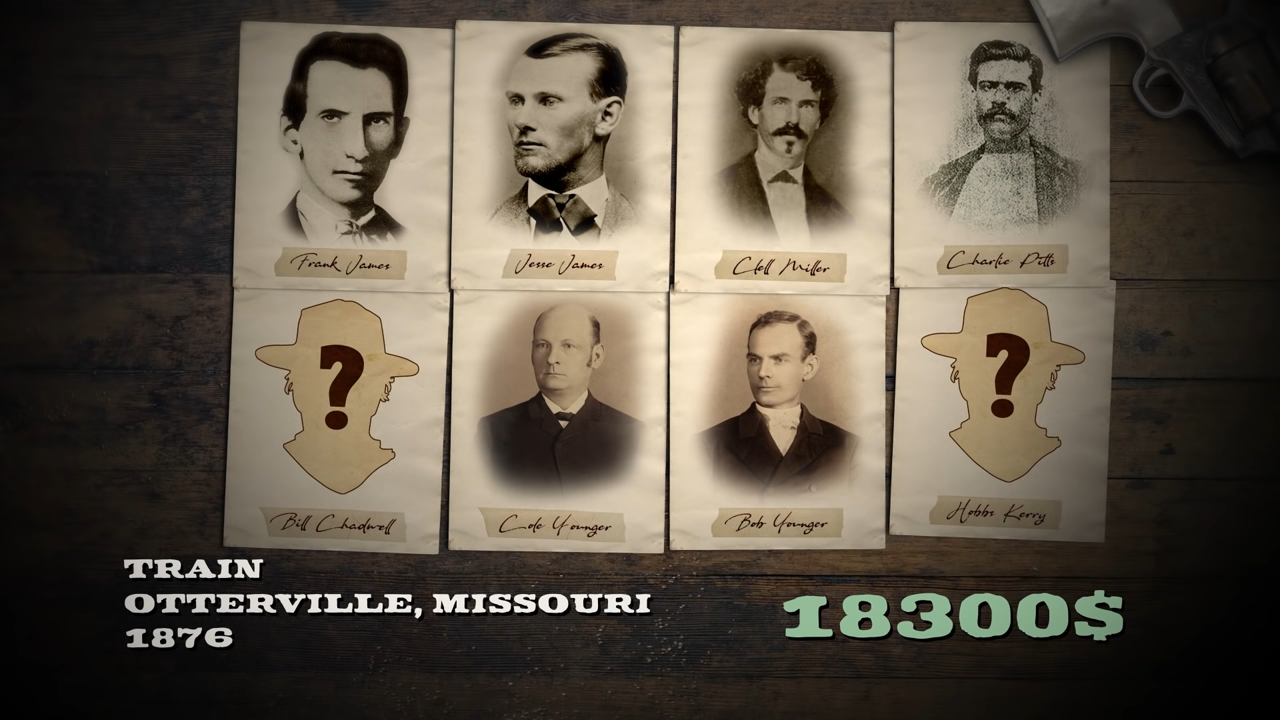 Frank James
Jesse James
Clell Miller
Charlie Pitts
?
?
Bill Chadwell
Cole Younger
Bob Younger
Hobbs Kerry
TRAIN
OTTERVILLE, MISSOURI
1876
18300$